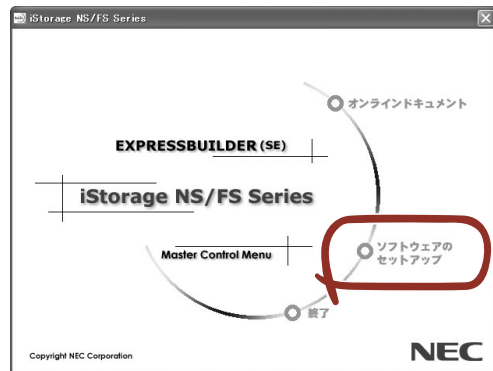 iStorage NS/FS Series
オンラインドキュメント
EXPRESSBUILDER (SE)
iStorage NS/FS Series
ソフトウェアの
セットアップ
Master Control Menu
終了
Copyright NEC Corporation
NEC